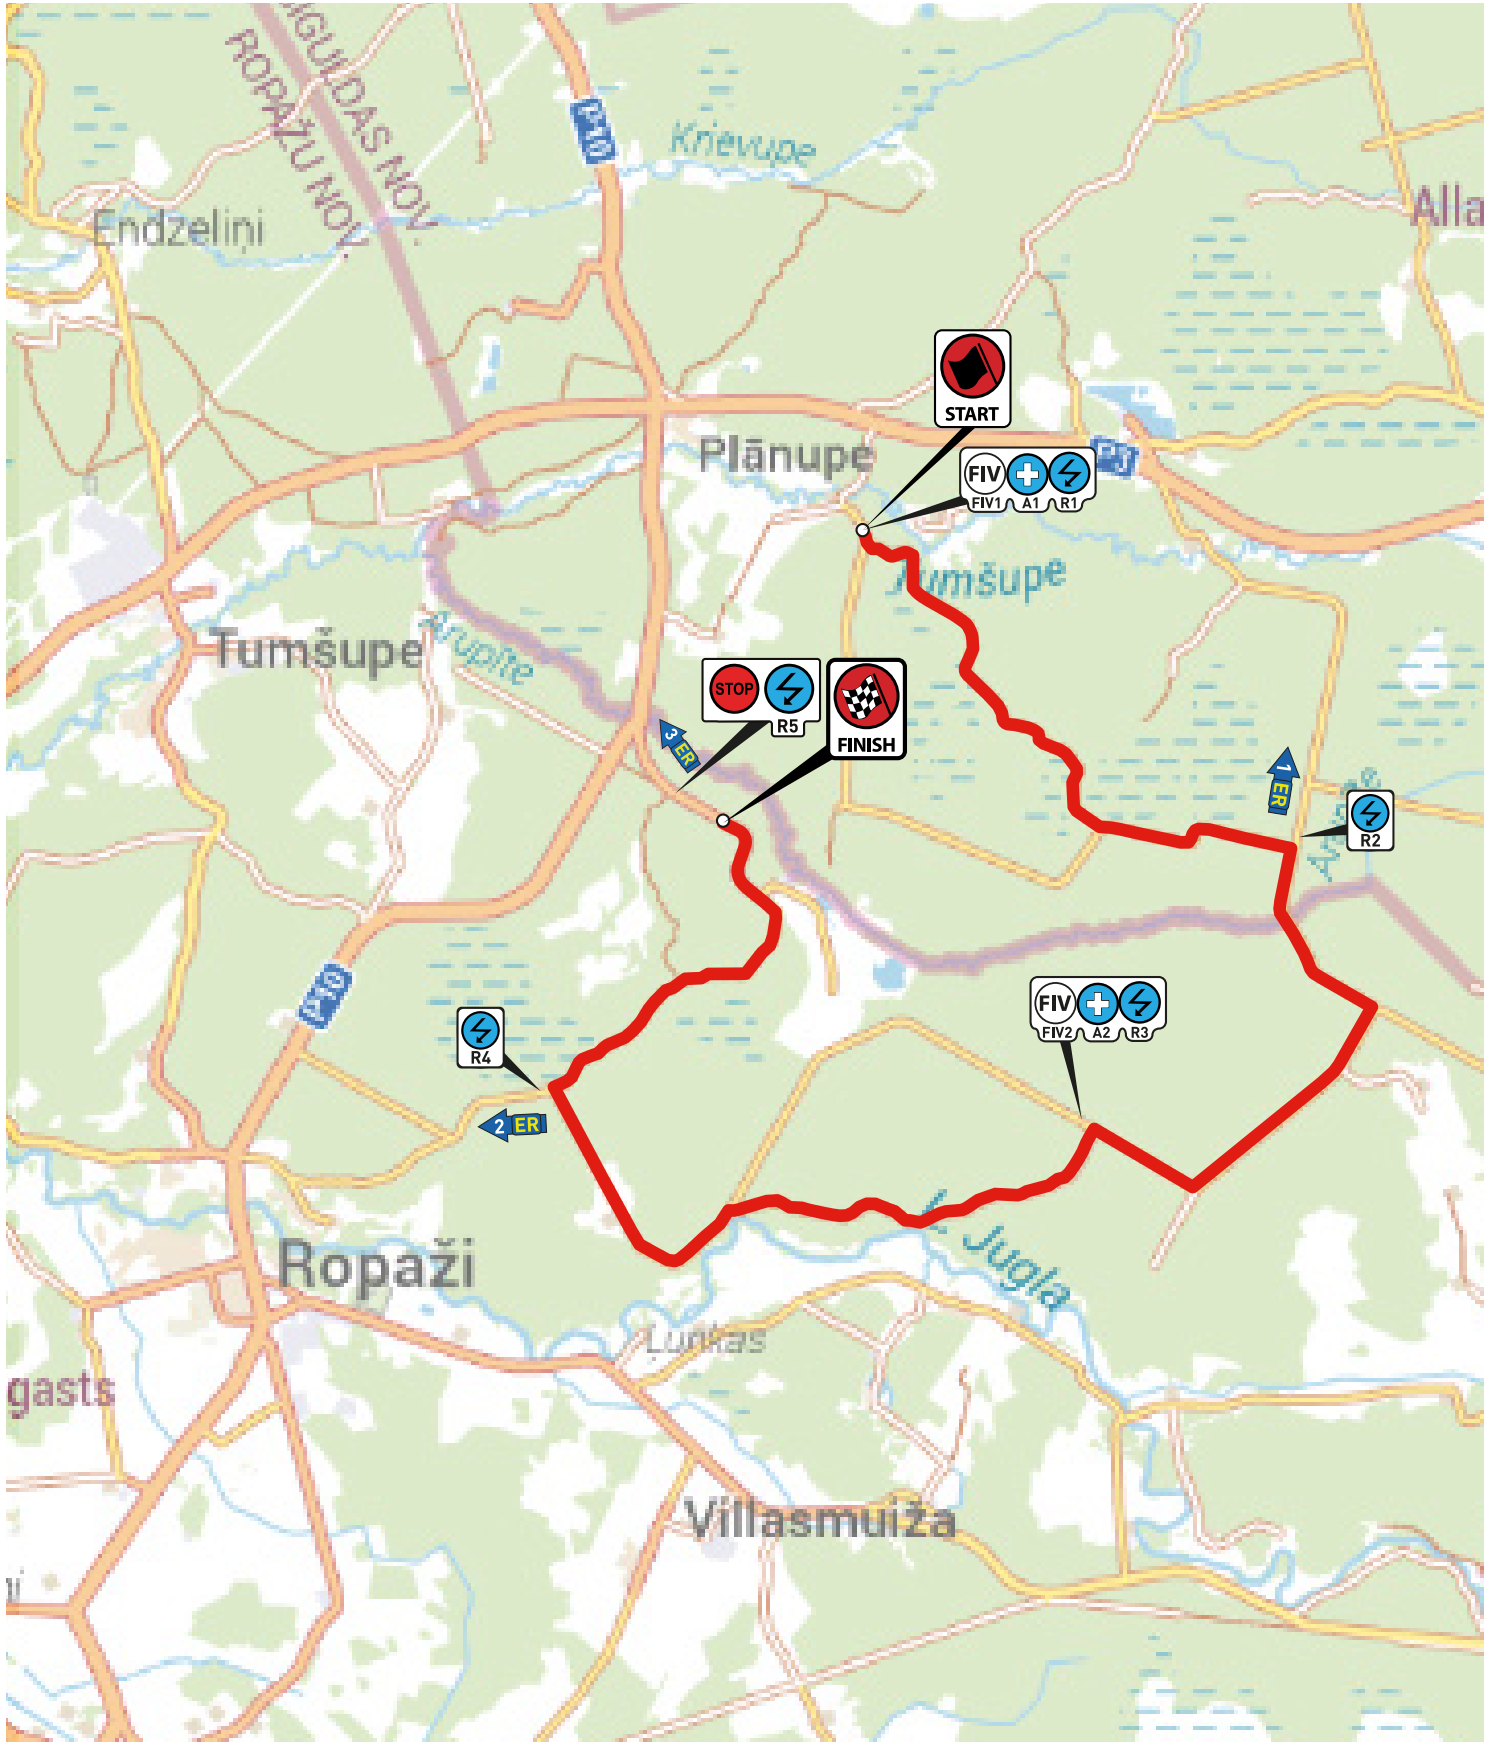 SIGULDAS NOV.
ROPAŽU NOV.
P10
Krievupe
Endzeliņi
Alla
START
Plānupe
P3
FIV
FIV1 A1 R1
Tumšupe
Tumšupe
Arupīte
STOP
R5
FINISH
3 ER
1 ER
R2
P10
FIV
FIV2 A2 R3
R4
2 ER
L. Jugla
Ropaži
Lunkas
gasts
Villasmuiža